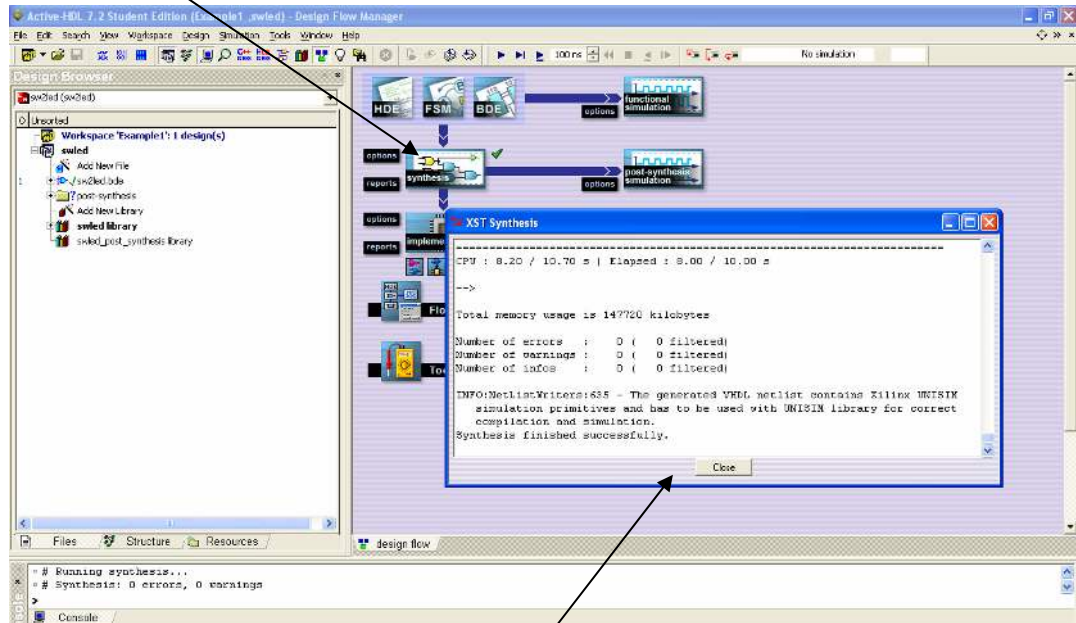 Active-HDL 7.2 Student Edition (Example1 ,swled) - Design Flow Manager
File Edit Search View Workspace Design Simulation Tools Window Help
100 ns
No simulation
Design Browser
sw2led (sw2led)
Unsorted
Workspace 'Example1': 1 design(s)
swled
Add New File
1
sw2led.bde
post-synthesis
Add New Library
swled library
swled_post_synthesis library
Files
Structure
Resources
HDE
FSM
BDE
options
functional simulation
options
synthesis
reports
options
post-synthesis simulation
options
impleme
reports
Flo
Too
design flow
XST Synthesis
================================================================
CPU : 8.20 / 10.70 s | Elapsed : 8.00 / 10.00 s
-->
Total memory usage is 147720 kilobytes
Number of errors : 0 ( 0 filtered)
Number of warnings : 0 ( 0 filtered)
Number of infos : 0 ( 0 filtered)
INFO:NetListWriters:635 - The generated VHDL netlist contains Xilinx UNISIM
simulation primitives and has to be used with UNISIM library for correct
compilation and simulation.
Synthesis finished successfully.
Close
# Running synthesis...
# Synthesis: 0 errors, 0 warnings
>
Console